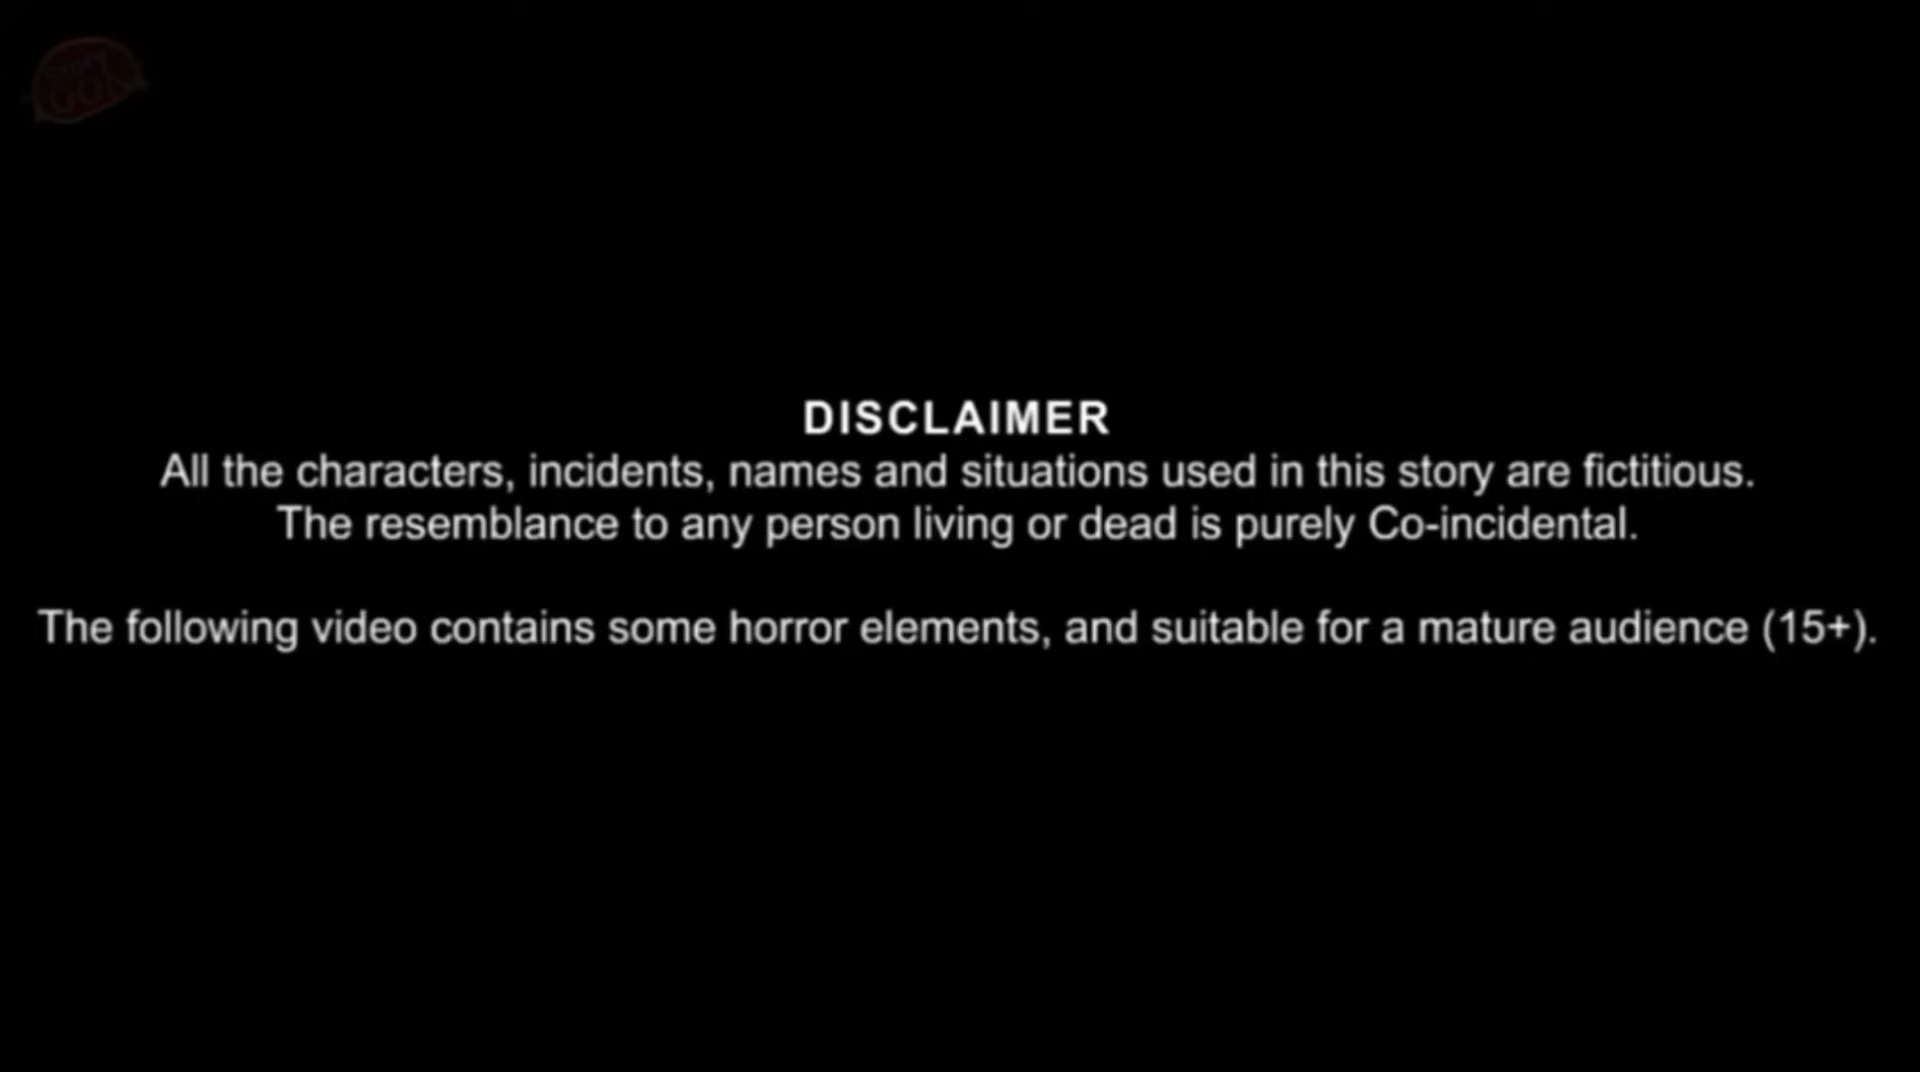 DISCLAIMER
All the characters, incidents, names and situations used in this story are fictitious.
The resemblance to any person living or dead is purely Co-incidental.
The following video contains some horror elements, and suitable for a mature audience (15+).